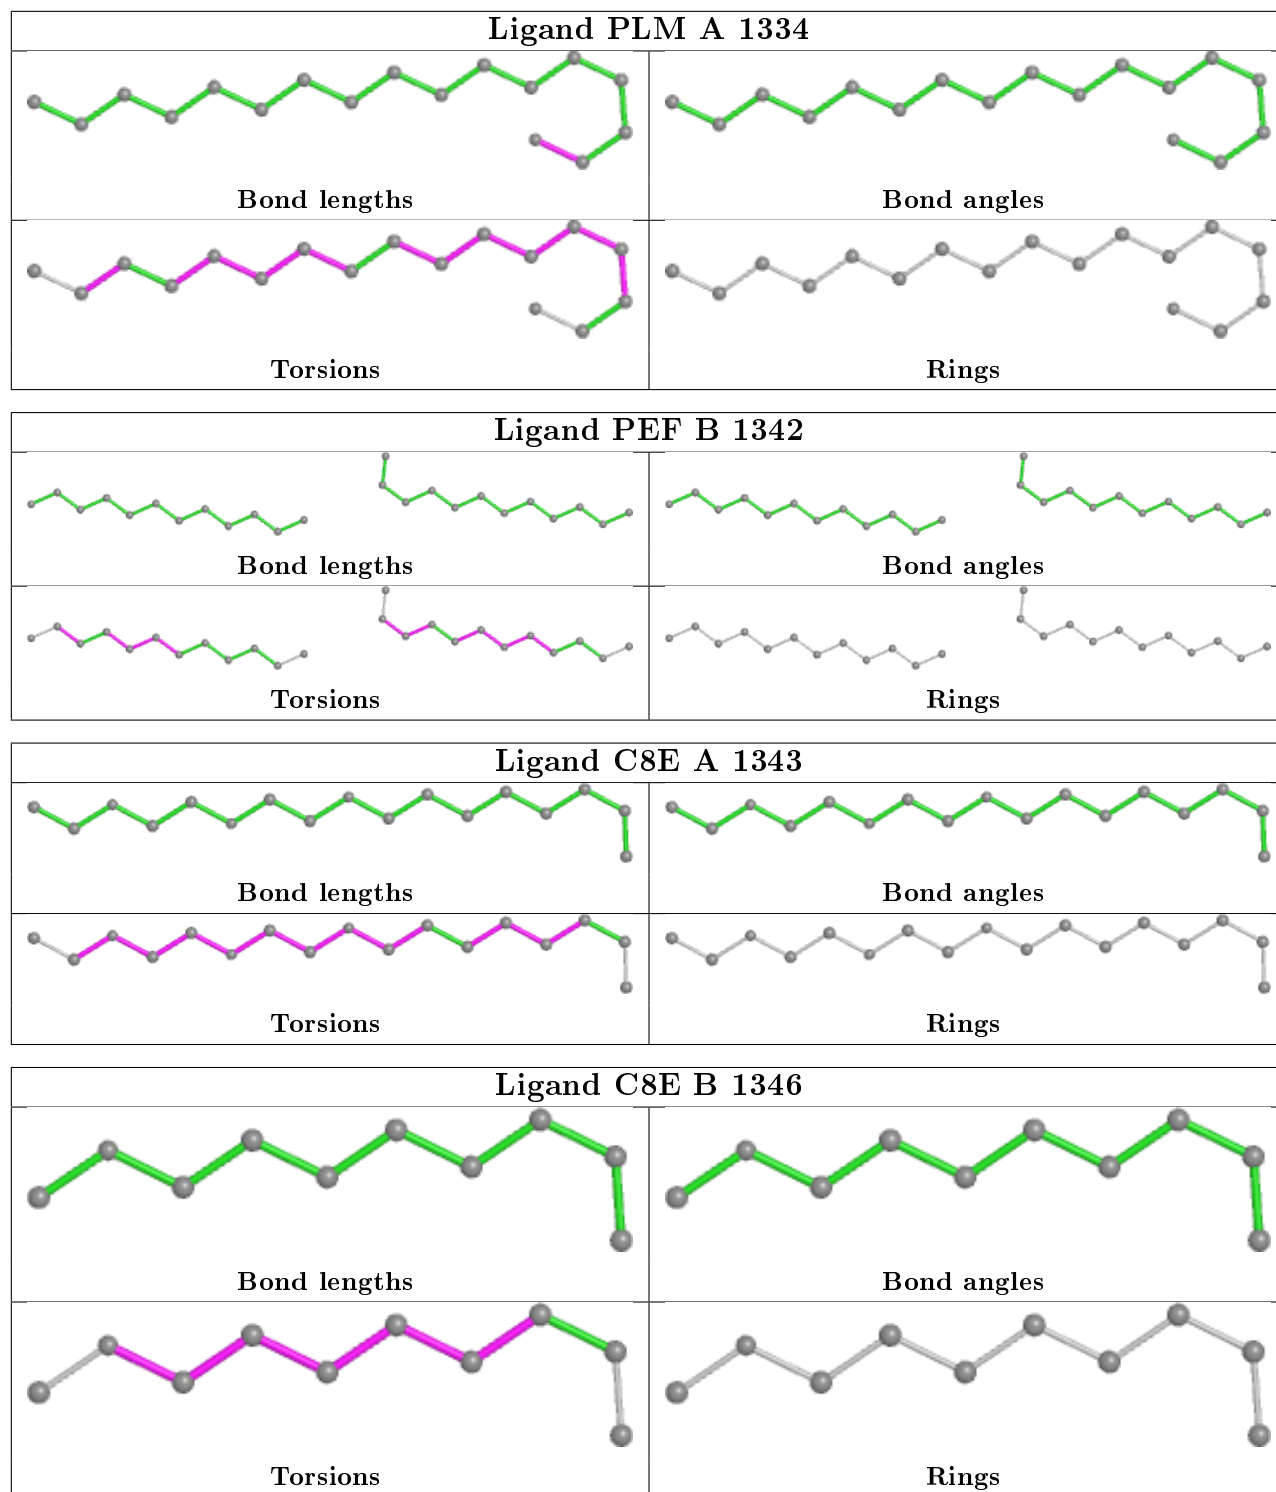 Ligand PLM A 1334
Bond lengths
Bond angles
Torsions
Rings
Ligand PEF B 1342
Bond lengths
Bond angles
Torsions
Rings
Ligand C8E A 1343
Bond lengths
Bond angles
Torsions
Rings
Ligand C8E B 1346
Bond lengths
Bond angles
Torsions
Rings